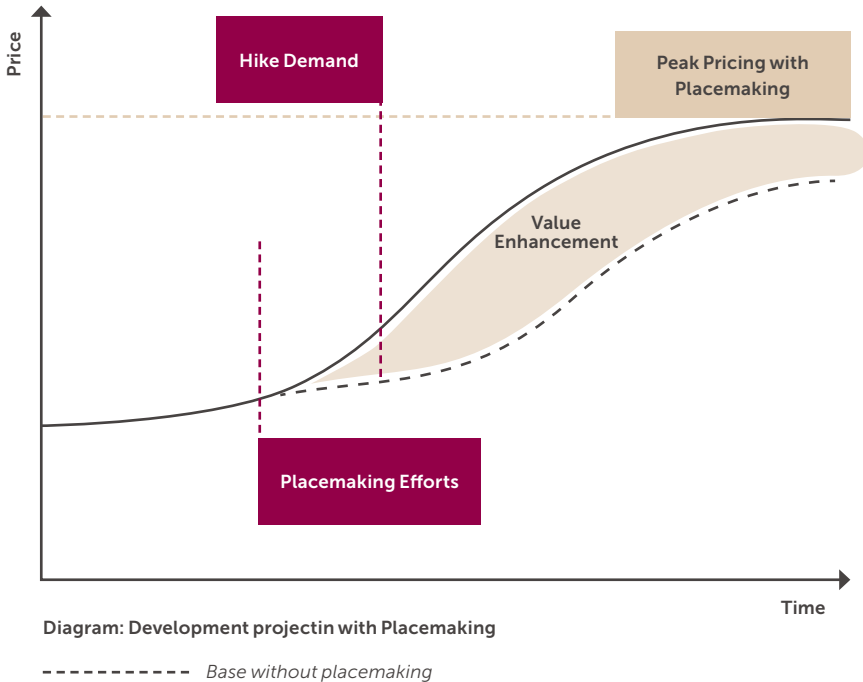 Price
Hike Demand
Peak Pricing with
Placemaking
Value
Enhancement
Placemaking Efforts
Time
Diagram: Development projectin with Placemaking
Base without placemaking